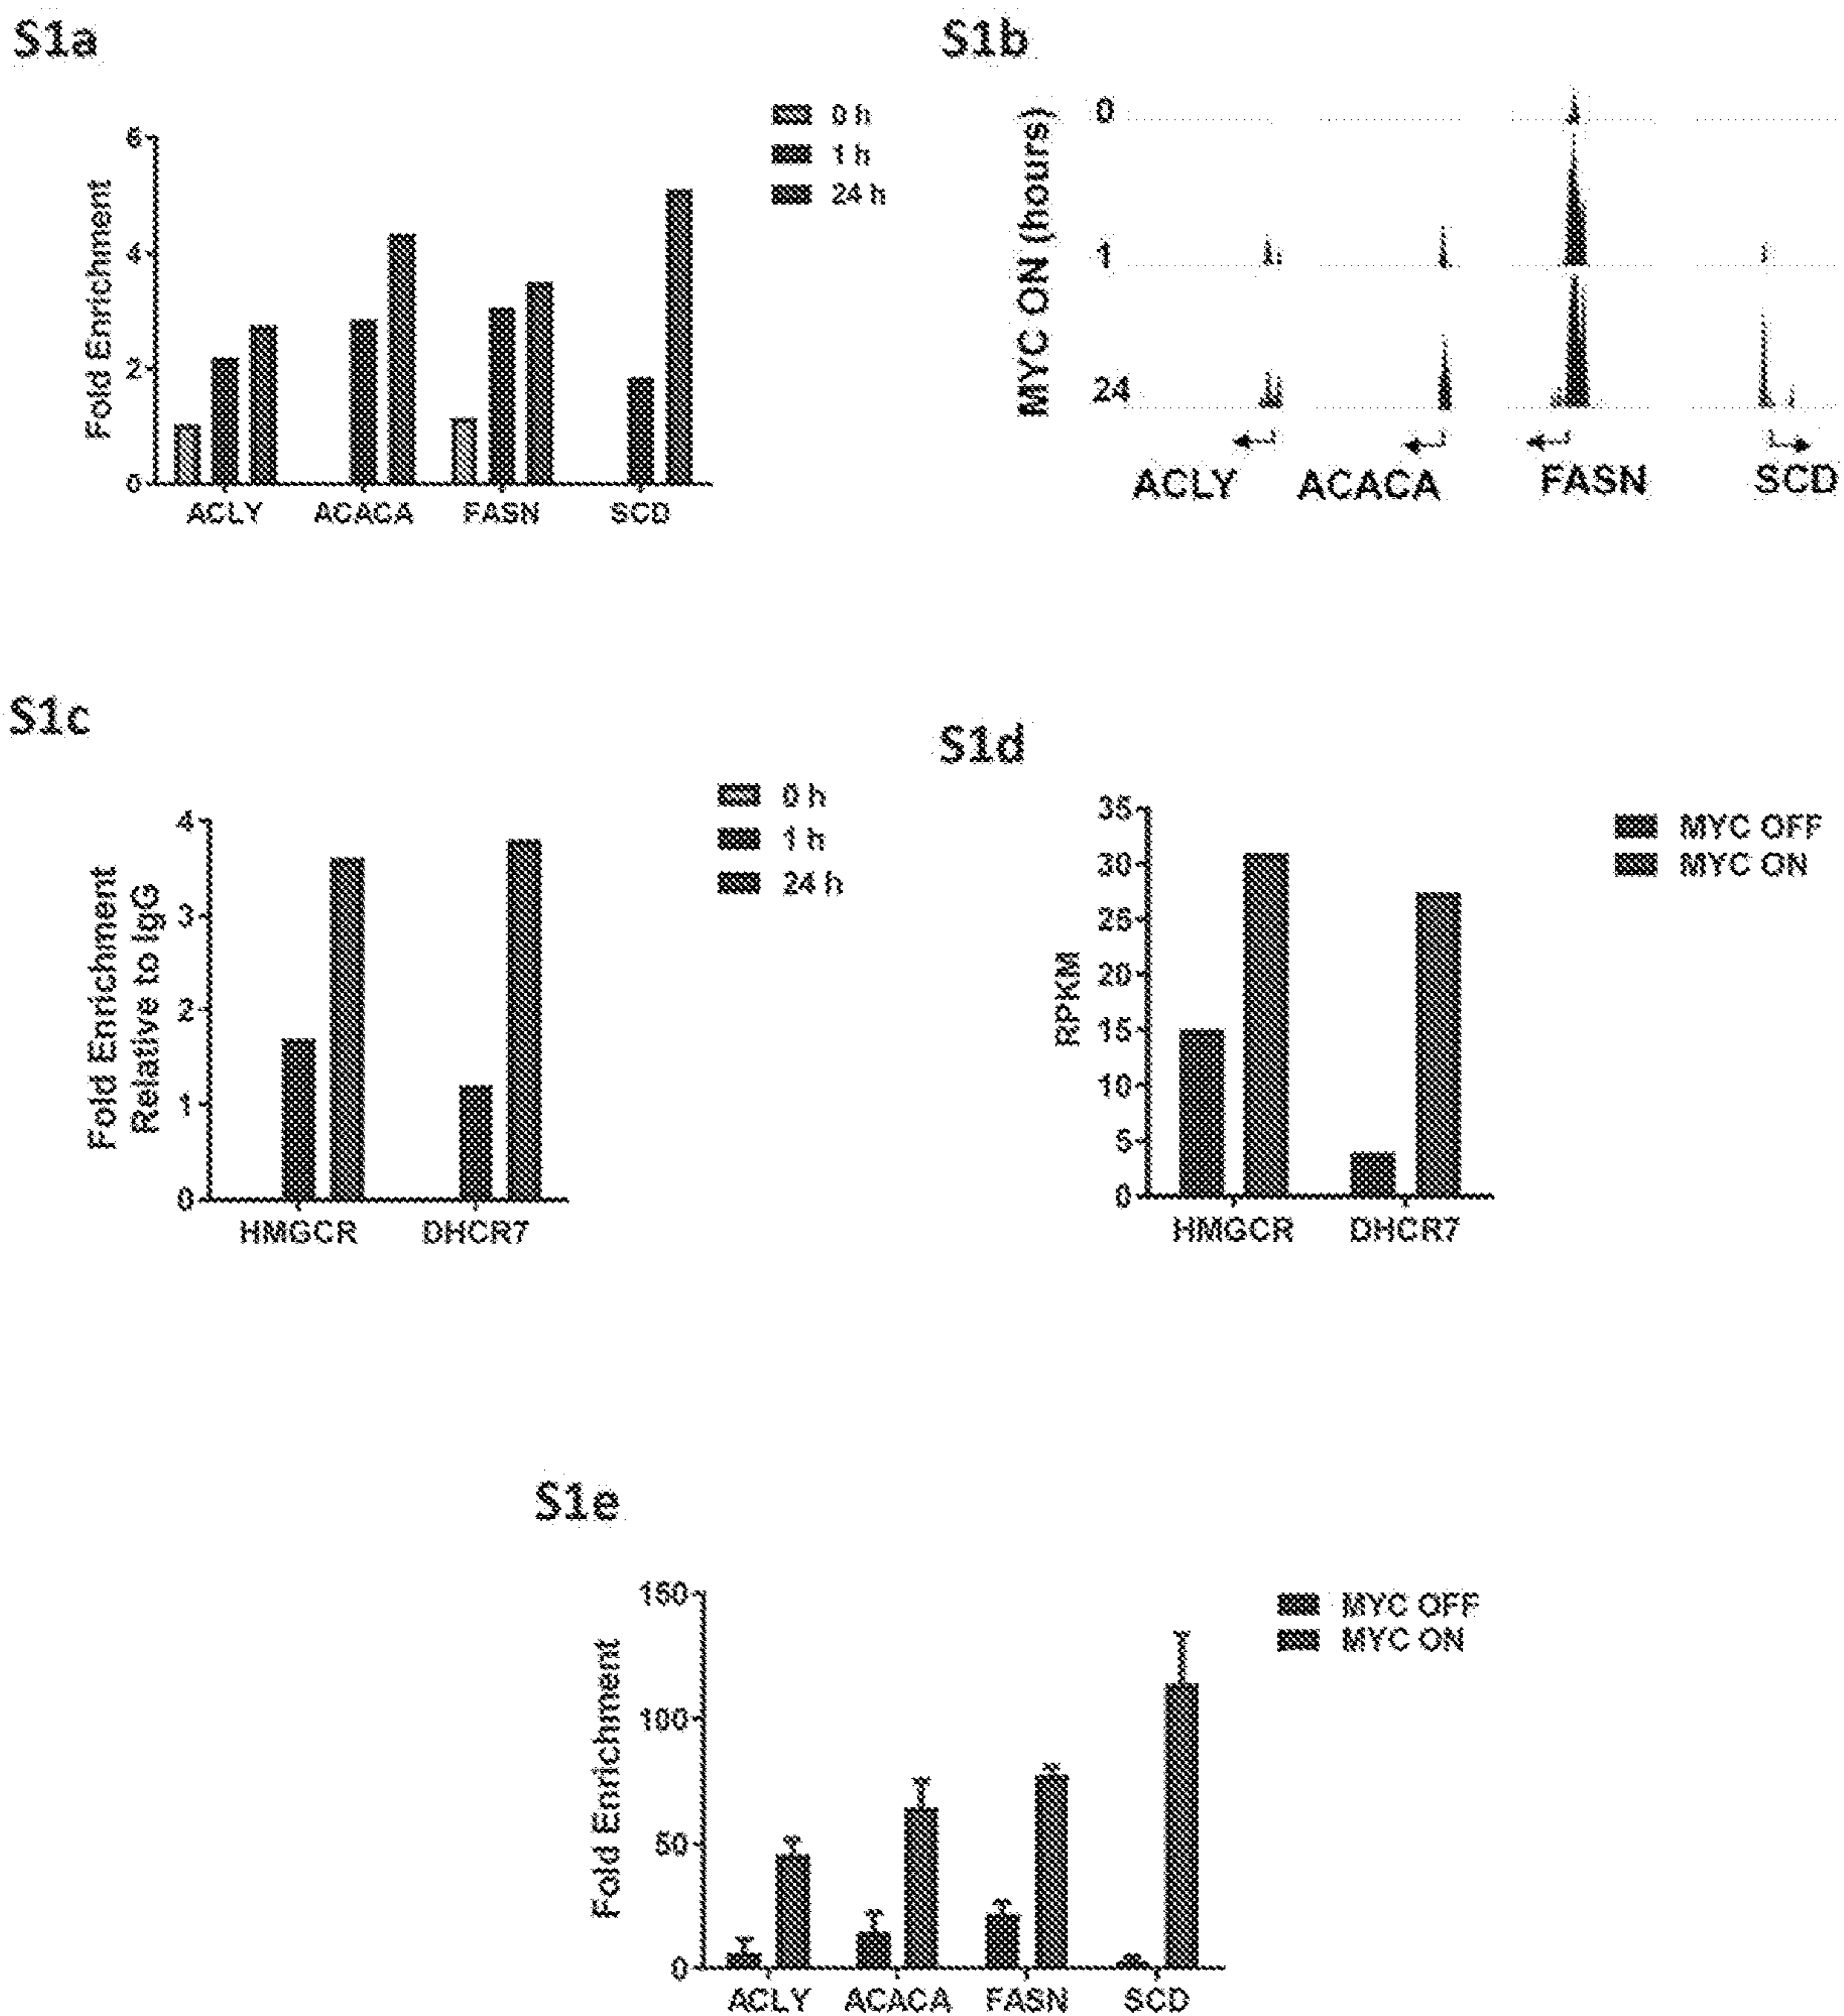 S1a
0 h
1 h
24 h
Fold Enrichment
6
4
2
0
ACLY ACACA FASN SCD
S1b
MYC ON (hours)
0
1
24
ACLY ACACA FASN SCD
S1c
0 h
1 h
24 h
Fold Enrichment
Relative to IgG
4
3
2
1
0
HMGCR DHCR7
S1d
MYC OFF
MYC ON
RPKM
35
30
25
20
15
10
5
0
HMGCR DHCR7
S1e
MYC OFF
MYC ON
Fold Enrichment
150
100
50
0
ACLY ACACA FASN SCD